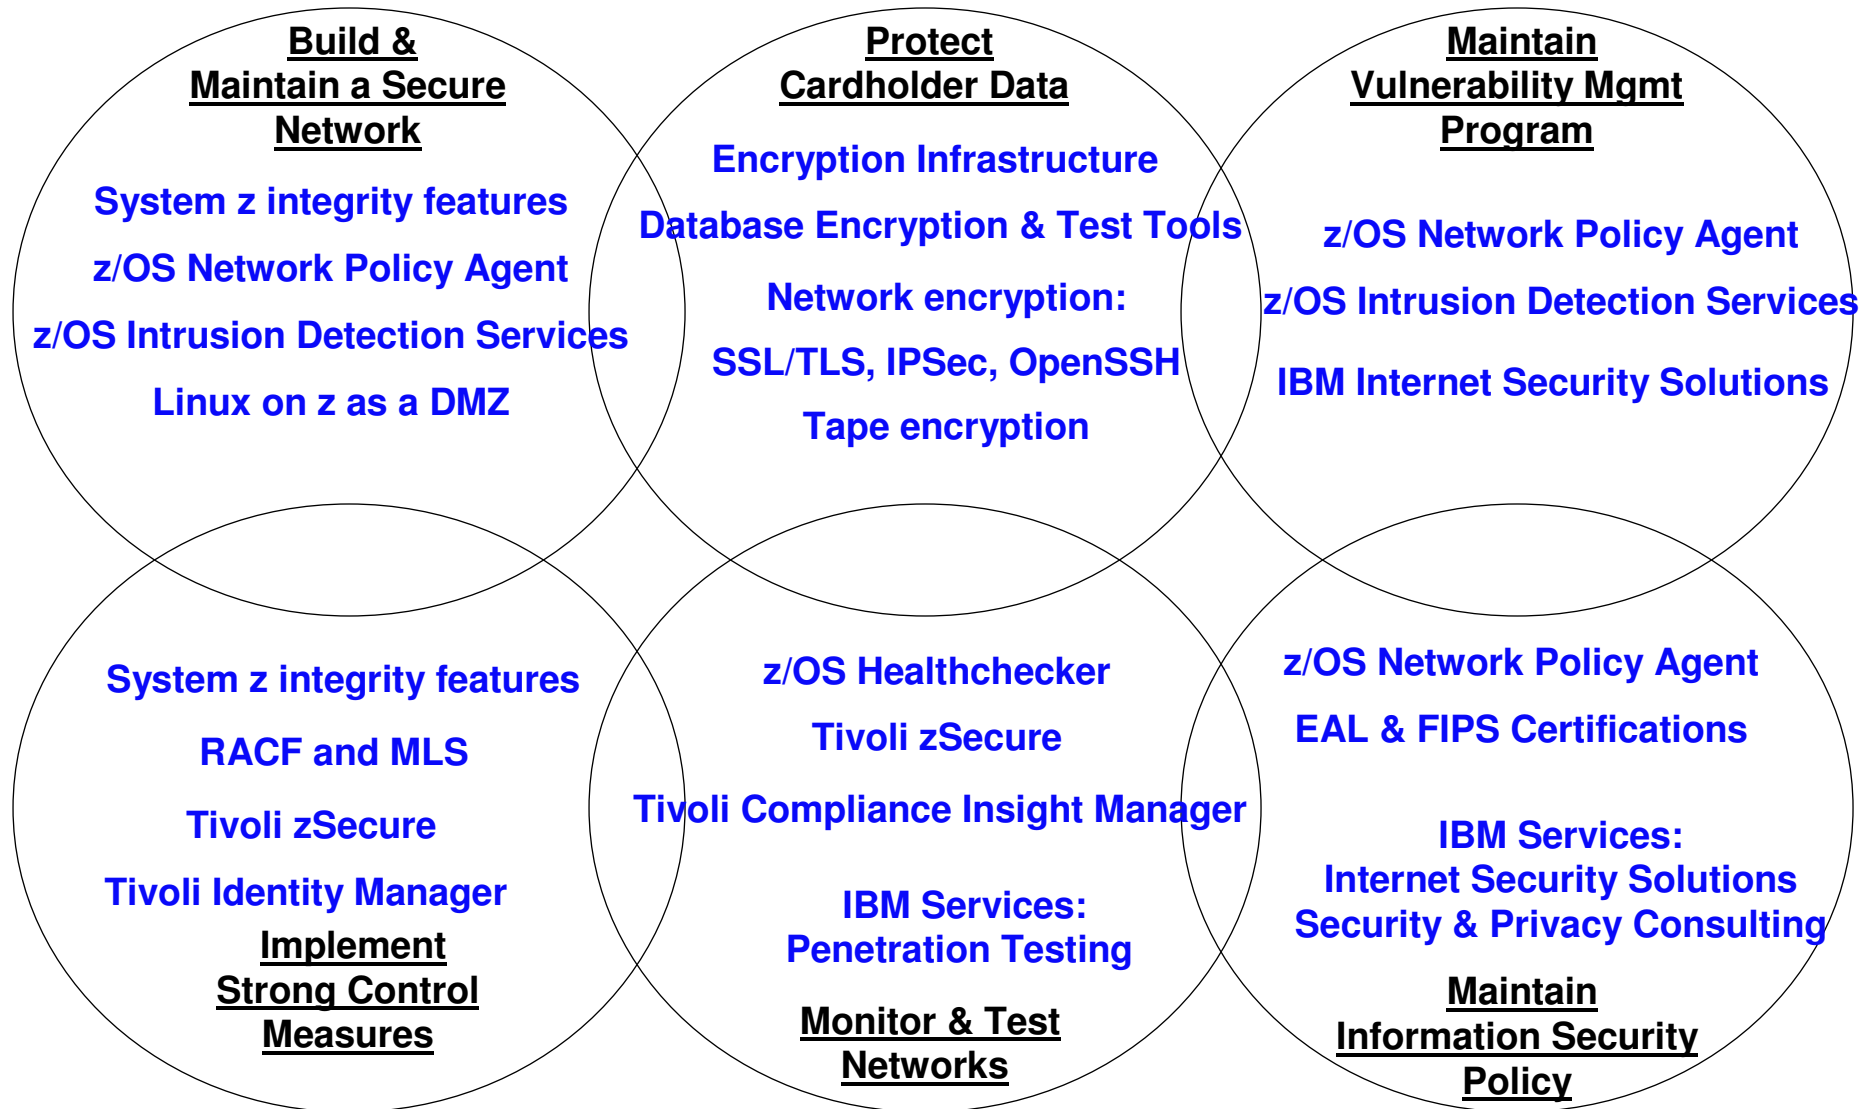 Build &
Maintain a Secure
Network
System z integrity features
z/OS Network Policy Agent
z/OS Intrusion Detection Services
Linux on z as a DMZ
Protect
Cardholder Data
Encryption Infrastructure
Database Encryption & Test Tools
Network encryption:
SSL/TLS, IPSec, OpenSSH
Tape encryption
Maintain
Vulnerability Mgmt
Program
z/OS Network Policy Agent
z/OS Intrusion Detection Services
IBM Internet Security Solutions
System z integrity features
RACF and MLS
Tivoli zSecure
Tivoli Identity Manager
Implement
Strong Control
Measures
z/OS Healthchecker
Tivoli zSecure
Tivoli Compliance Insight Manager
IBM Services:
Penetration Testing
Monitor & Test
Networks
z/OS Network Policy Agent
EAL & FIPS Certifications
IBM Services:
Internet Security Solutions
Security & Privacy Consulting
Maintain
Information Security
Policy